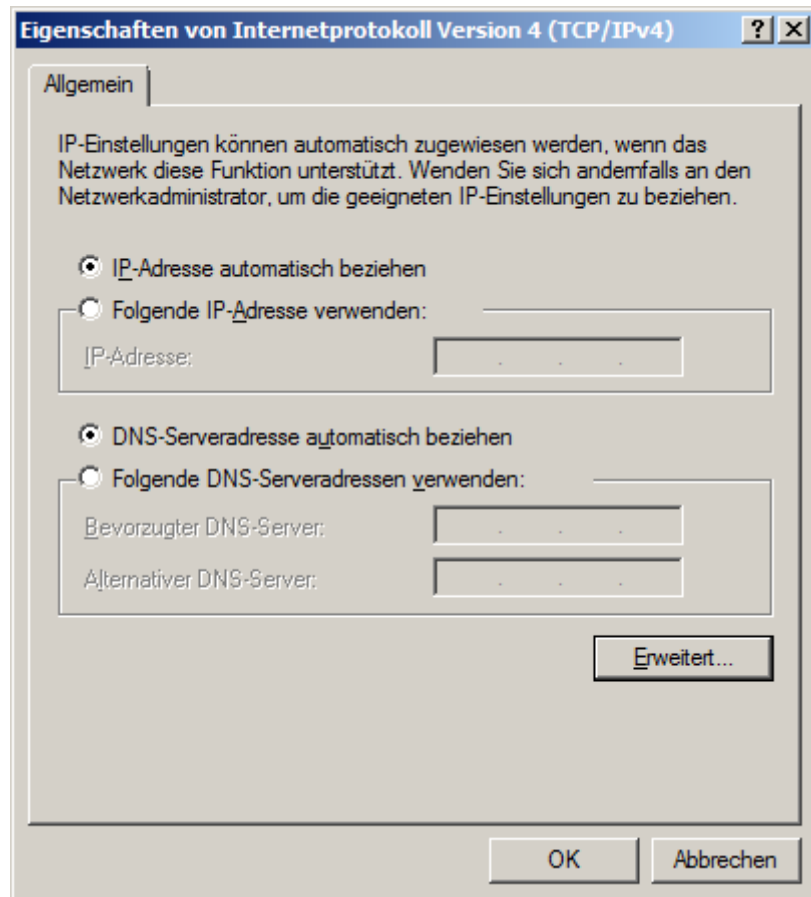 Eigenschaften von Internetprotokoll Version 4 (TCP/IPv4)
Allgemein
IP-Einstellungen können automatisch zugewiesen werden, wenn das
Netzwerk diese Funktion unterstützt. Wenden Sie sich andernfalls an den
Netzwerkadministrator, um die geeigneten IP-Einstellungen zu beziehen.
IP-Adresse automatisch beziehen
Folgende IP-Adresse verwenden:
IP-Adresse:
DNS-Serveradresse automatisch beziehen
Folgende DNS-Serveradressen verwenden:
Bevorzugter DNS-Server:
Alternativer DNS-Server:
Erweitert...
OK
Abbrechen